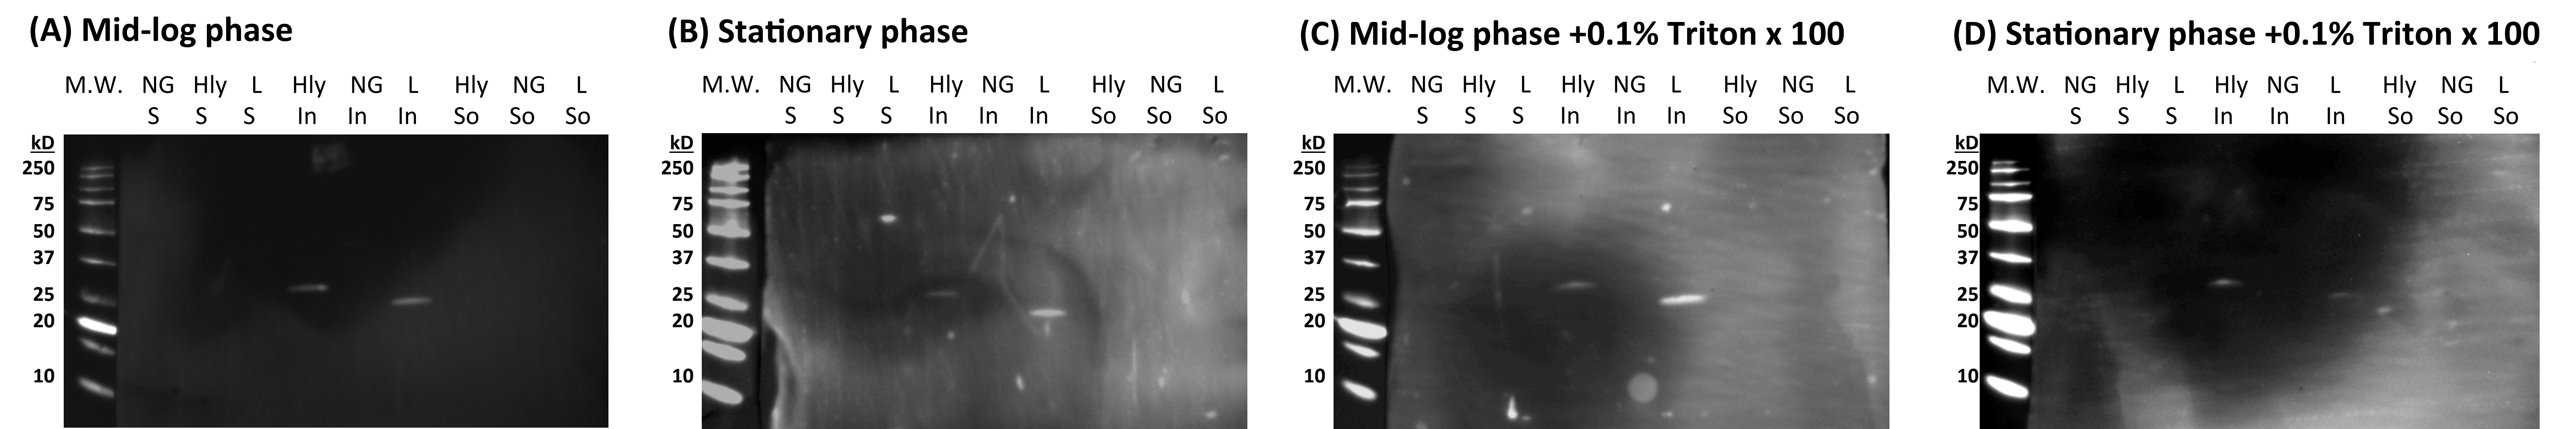 (A) Mid-log phase
M.W. NG Hly L Hly NG L Hly NG L
S S S In In In So So So
kD
250
75
50
37
25
20
10
(B) Stationary phase
M.W. NG Hly L Hly NG L Hly NG L
S S S In In In So So So
kD
250
75
50
37
25
20
10
(C) Mid-log phase +0.1% Triton x 100
M.W. NG Hly L Hly NG L Hly NG L
S S S In In In So So So
kD
250
75
50
37
25
20
10
(D) Stationary phase +0.1% Triton x 100
M.W. NG Hly L Hly NG L Hly NG L
S S S In In In So So So
kD
250
75
50
37
25
20
10